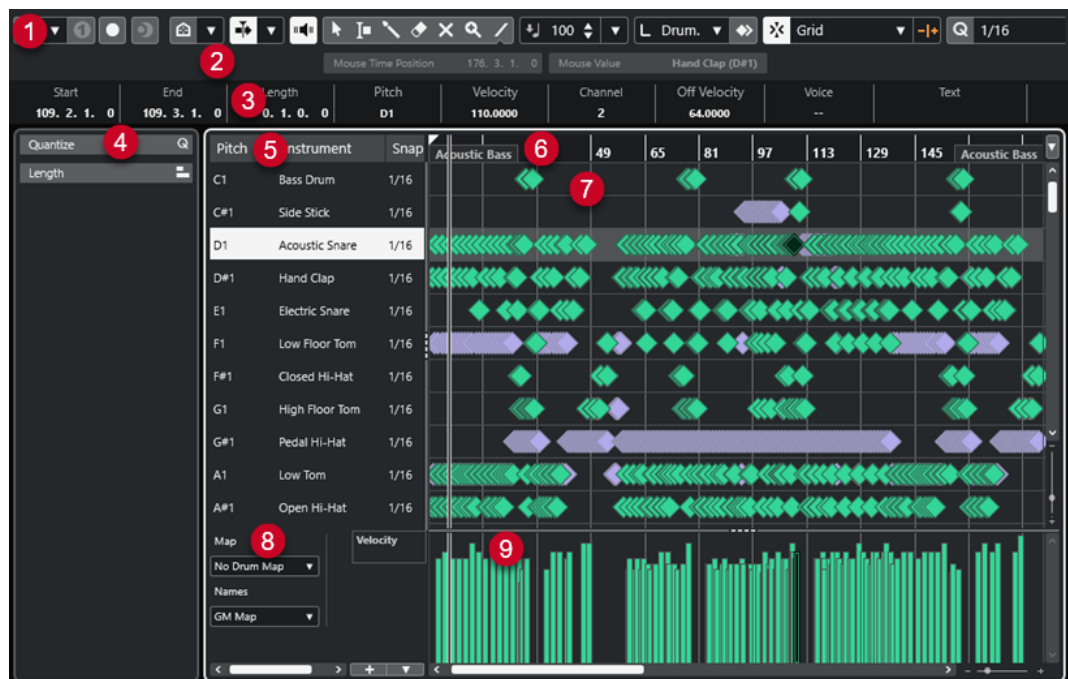 1 1 100 L Drum. Grid Q 1/16
2 Mouse Time Position 176. 3. 1. 0 Mouse Value Hand Clap (D#1)
Start End Length Pitch Velocity Channel Off Velocity Voice Text
109. 2. 1. 0 109. 3. 1. 0 3 0. 1. 0. 0 D1 110.0000 2 64.0000 --
Quantize 4 Q
Length
Pitch 5 Instrument Snap
Acoustic Bass 6 49 65 81 97 113 129 145 Acoustic Bass
7
C1 Bass Drum 1/16
C#1 Side Stick 1/16
D1 Acoustic Snare 1/16
D#1 Hand Clap 1/16
E1 Electric Snare 1/16
F1 Low Floor Tom 1/16
F#1 Closed Hi-Hat 1/16
G1 High Floor Tom 1/16
G#1 Pedal Hi-Hat 1/16
A1 Low Tom 1/16
A#1 Open Hi-Hat 1/16
Map 8 Velocity 9
No Drum Map
Names
GM Map